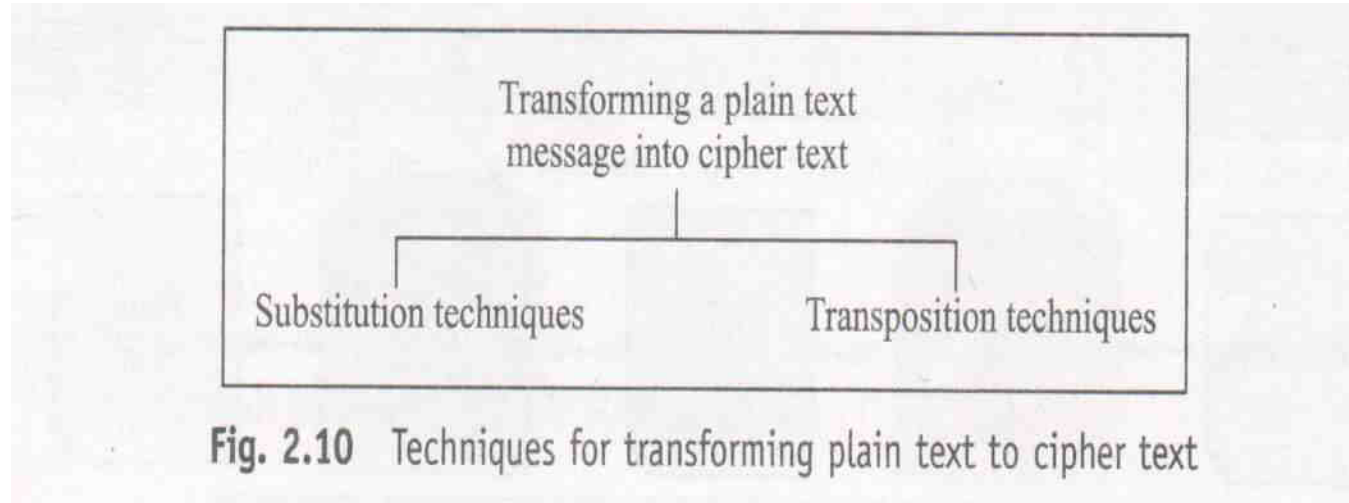 Transforming a plain text
message into cipher text
Substitution techniques
Transposition techniques
Fig. 2.10 Techniques for transforming plain text to cipher text